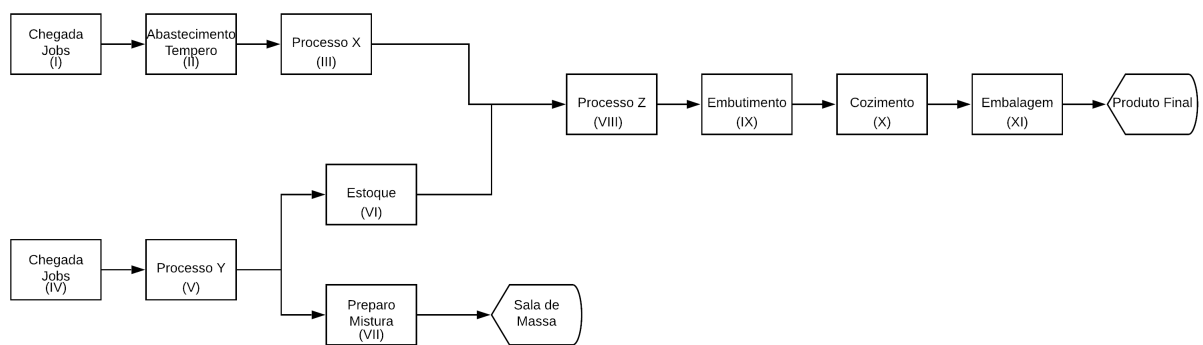 Chegada
Jobs
(I)
Abastecimento
Tempero
(II)
Processo X
(III)
Processo Z
(VIII)
Embutimento
(IX)
Cozimento
(X)
Embalagem
(XI)
Produto Final
Estoque
(VI)
Chegada
Jobs
(IV)
Processo Y
(V)
Preparo
Mistura
(VII)
Sala de
Massa